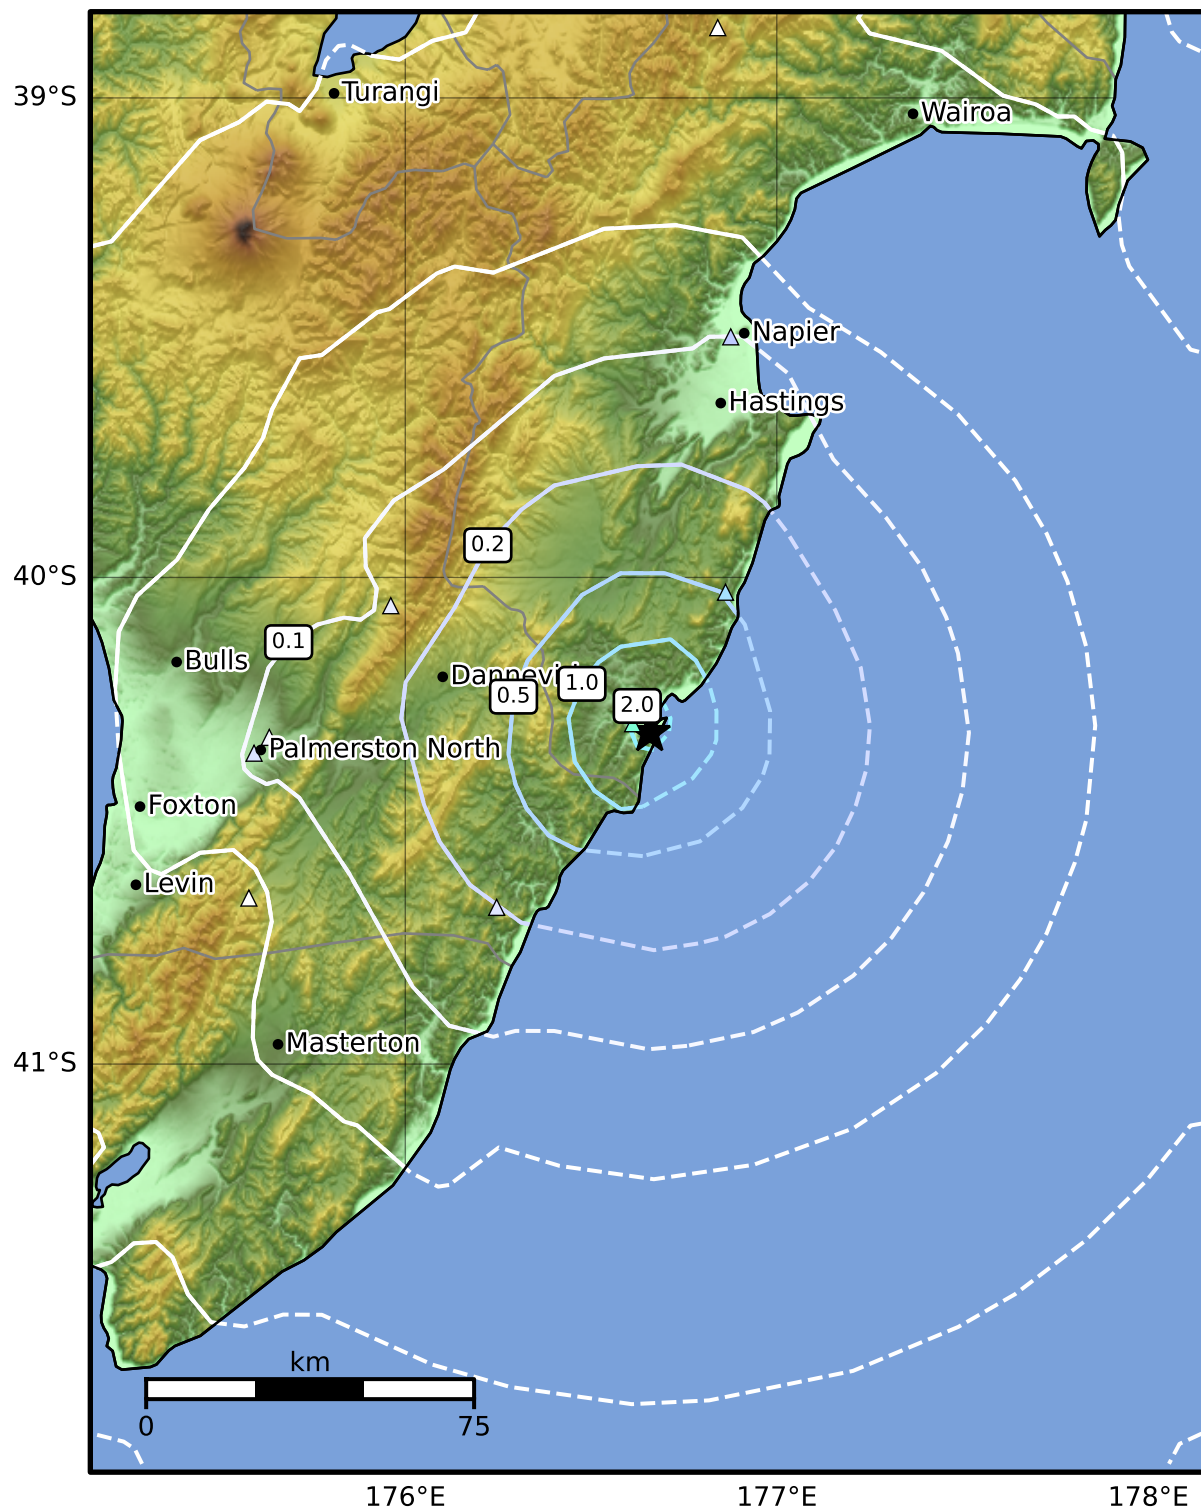 39°S
Turangi
Wairoa
Napier
Hastings
0.2
40°S
0.1
Bulls
1.0
0.5
2.0
Palmerston North
Foxton
Levin
41°S
Masterton
km
0
75
176°E
177°E
178°E